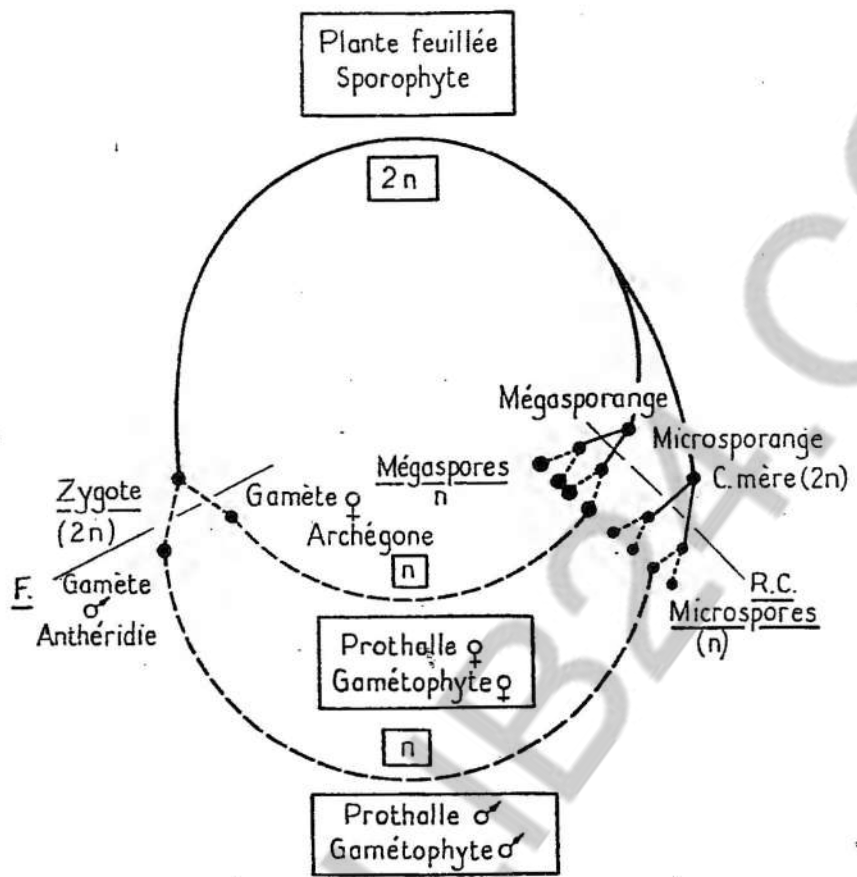 Plante feuillée
Sporophyte
2n
Mégasporange
Microsporange
C. mère (2n)
Mégaspores
n
Zygote
(2n)
Gamète ♀
Archégone
F.
Gamète
♂
Anthéridie
n
R.C.
Microspores
(n)
Prothalle ♀
Gamétophyte ♀
n
Prothalle ♂
Gamétophyte ♂